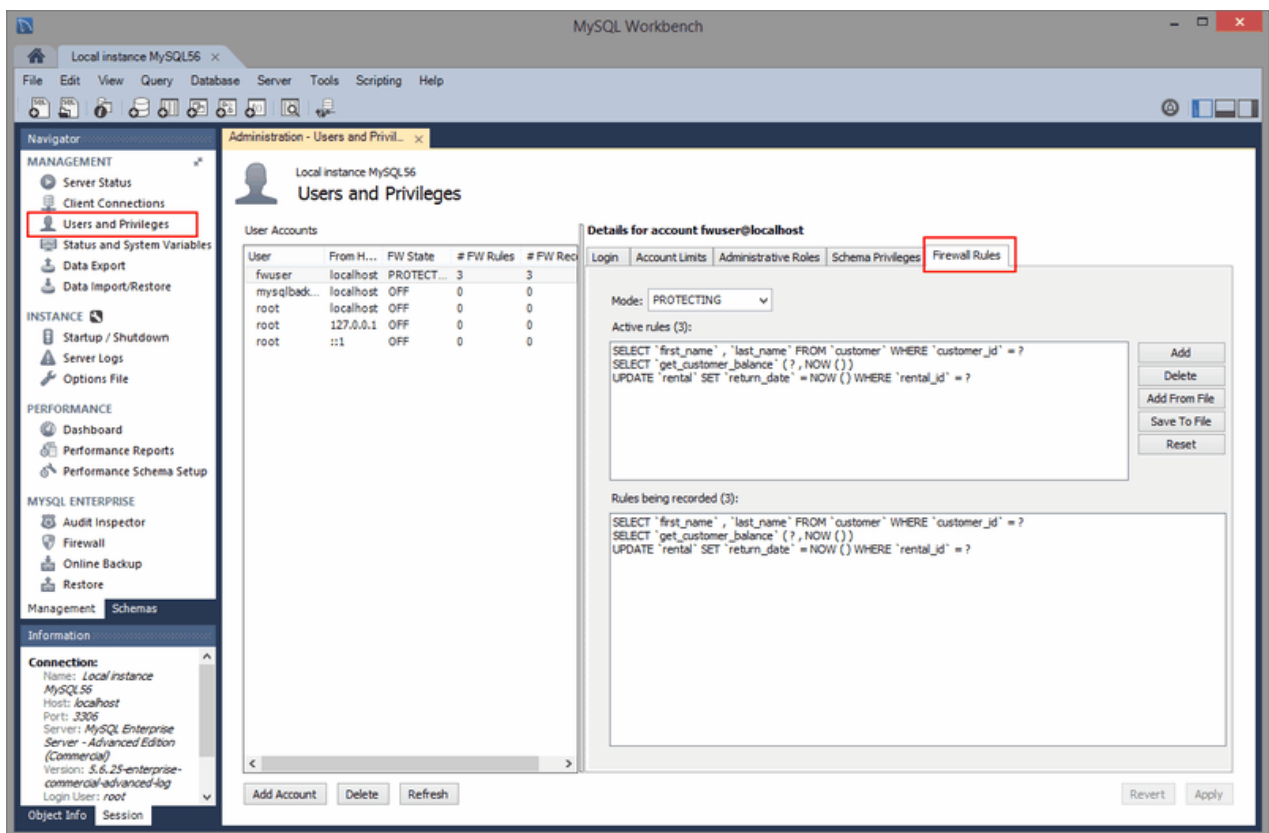 MySQL Workbench
Local instance MySQL56
File Edit View Query Database Server Tools Scripting Help
Navigator
MANAGEMENT
Server Status
Client Connections
Users and Privileges
Status and System Variables
Data Export
Data Import/Restore
INSTANCE
Startup / Shutdown
Server Logs
Options File
PERFORMANCE
Dashboard
Performance Reports
Performance Schema Setup
MYSQL ENTERPRISE
Audit Inspector
Firewall
Online Backup
Restore
Management Schemas
Information
Connection:
Name: Local instance
MySQL56
Host: localhost
Port: 3306
Server: MySQL Enterprise
Server - Advanced Edition
(Commercial)
Version: 5.6.25-enterprise-
commercial-advanced-log
Login User: root
Object Info Session
Administration - Users and Privil...
Local instance MySQL56
Users and Privileges
User Accounts
User From H... FW State # FW Rules # FW Reco
fwuser localhost PROTECT... 3 3
mysqlback... localhost OFF 0 0
root localhost OFF 0 0
root 127.0.0.1 OFF 0 0
root ::1 OFF 0 0
Add Account Delete Refresh
Details for account fwuser@localhost
Login Account Limits Administrative Roles Schema Privileges Firewall Rules
Mode: PROTECTING
Active rules (3):
SELECT `first_name` , `last_name` FROM `customer` WHERE `customer_id` = ?
SELECT `get_customer_balance` ( ? , NOW ( ) )
UPDATE `rental` SET `return_date` = NOW ( ) WHERE `rental_id` = ?
Add
Delete
Add From File
Save To File
Reset
Rules being recorded (3):
SELECT `first_name` , `last_name` FROM `customer` WHERE `customer_id` = ?
SELECT `get_customer_balance` ( ? , NOW ( ) )
UPDATE `rental` SET `return_date` = NOW ( ) WHERE `rental_id` = ?
Revert Apply